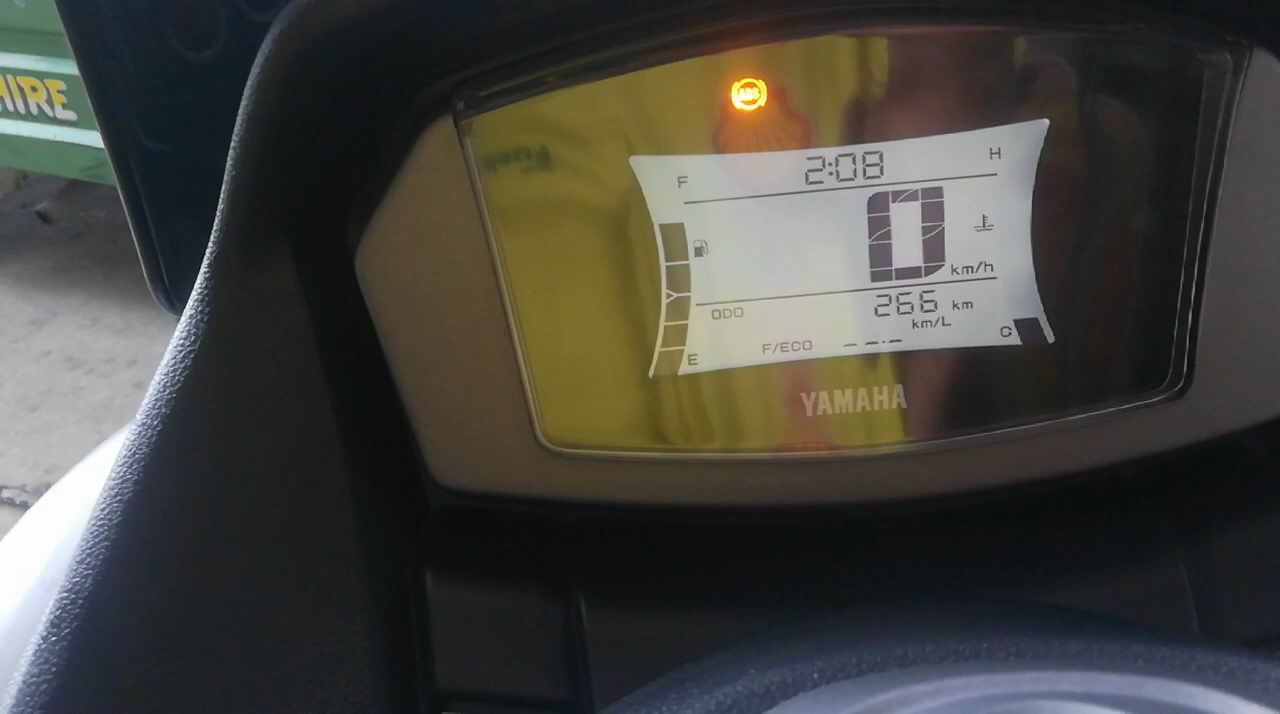 HIRE
ABS
2:08
F
H
0
km/h
ODO
266 km
km/L
F/ECO
--.-
E
C
YAMAHA